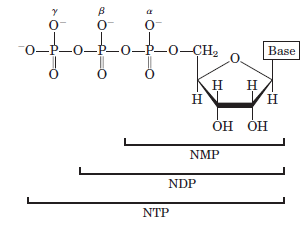 γ β α
O⁻ O⁻ O⁻
⁻O—P—O—P—O—P—O—CH₂ O Base
O O O
H H
H H
OH OH
NMP
NDP
NTP